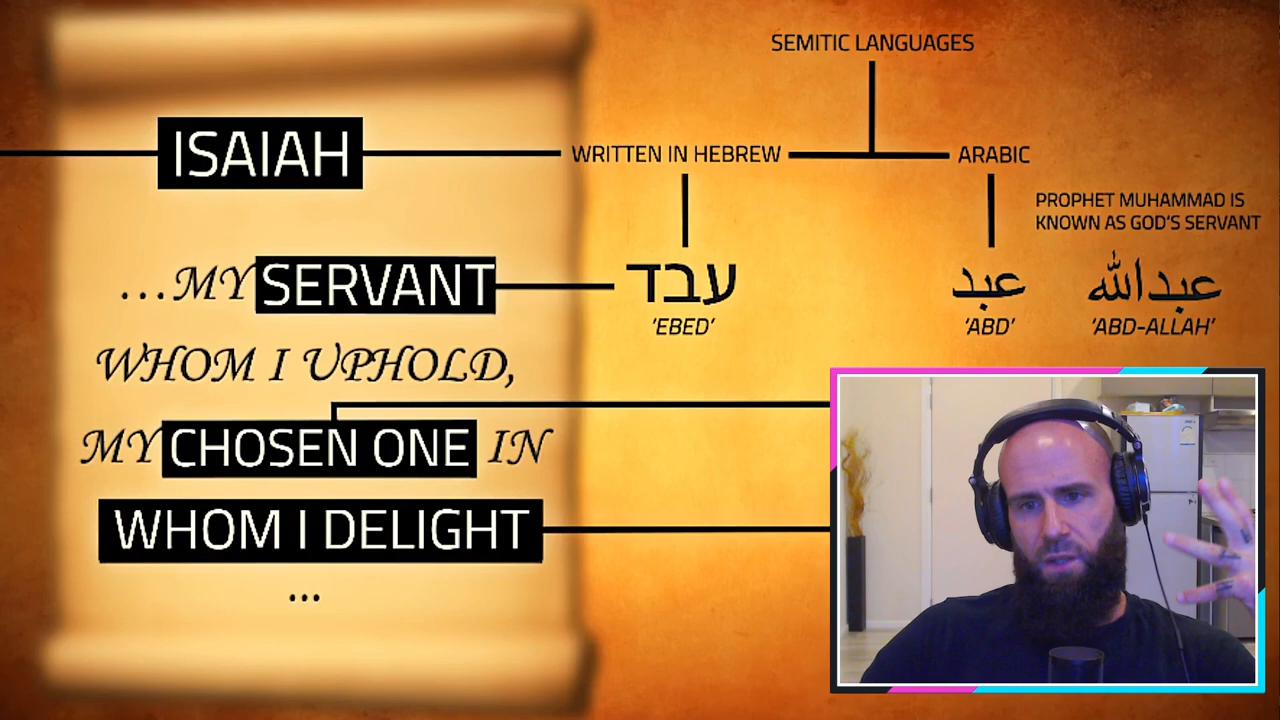 SEMITIC LANGUAGES
ISAIAH
WRITTEN IN HEBREW
ARABIC
PROPHET MUHAMMAD IS
KNOWN AS GOD'S SERVANT
...MY SERVANT
עבד
عبد
عبدالله
'EBED'
'ABD'
'ABD-ALLAH'
WHOM I UPHOLD,
MY CHOSEN ONE IN
WHOM I DELIGHT
...